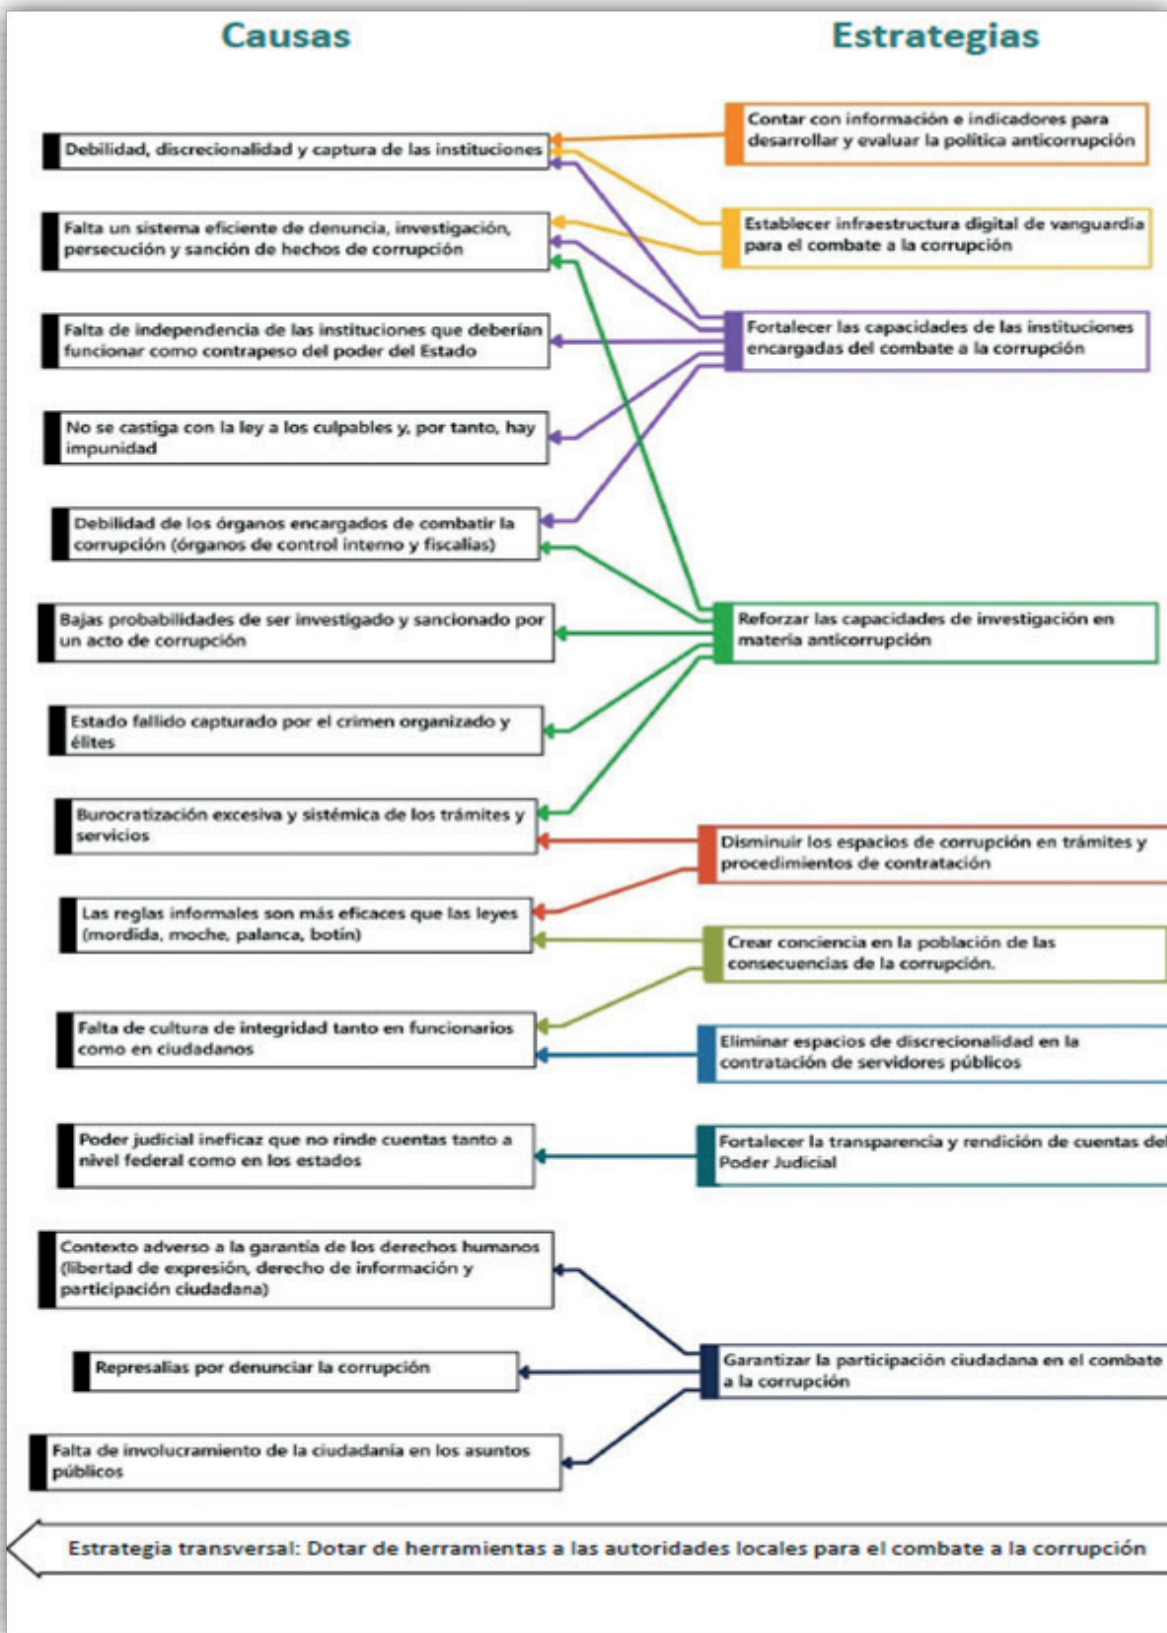 Causas
Estrategias
Debilidad, discrecionalidad y captura de las instituciones
Falta un sistema eficiente de denuncia, investigación,
persecución y sanción de hechos de corrupción
Falta de independencia de las instituciones que deberían
funcionar como contrapeso del poder del Estado
No se castiga con la ley a los culpables y, por tanto, hay
impunidad
Debilidad de los órganos encargados de combatir la
corrupción (órganos de control interno y fiscalías)
Bajas probabilidades de ser investigado y sancionado por
un acto de corrupción
Estado fallido capturado por el crimen organizado y
élites
Burocratización excesiva y sistémica de los trámites y
servicios
Las reglas informales son más eficaces que las leyes
(mordida, moche, palanca, botín)
Falta de cultura de integridad tanto en funcionarios
como en ciudadanos
Poder judicial ineficaz que no rinde cuentas tanto a
nivel federal como en los estados
Contexto adverso a la garantía de los derechos humanos
(libertad de expresión, derecho de información y
participación ciudadana)
Represalias por denunciar la corrupción
Falta de involucramiento de la ciudadanía en los asuntos
públicos
Contar con información e indicadores para
desarrollar y evaluar la política anticorrupción
Establecer infraestructura digital de vanguardia
para el combate a la corrupción
Fortalecer las capacidades de las instituciones
encargadas del combate a la corrupción
Reforzar las capacidades de investigación en
materia anticorrupción
Disminuir los espacios de corrupción en trámites y
procedimientos de contratación
Crear conciencia en la población de las
consecuencias de la corrupción.
Eliminar espacios de discrecionalidad en la
contratación de servidores públicos
Fortalecer la transparencia y rendición de cuentas del
Poder Judicial
Garantizar la participación ciudadana en el combate
a la corrupción
Estrategia transversal: Dotar de herramientas a las autoridades locales para el combate a la corrupción